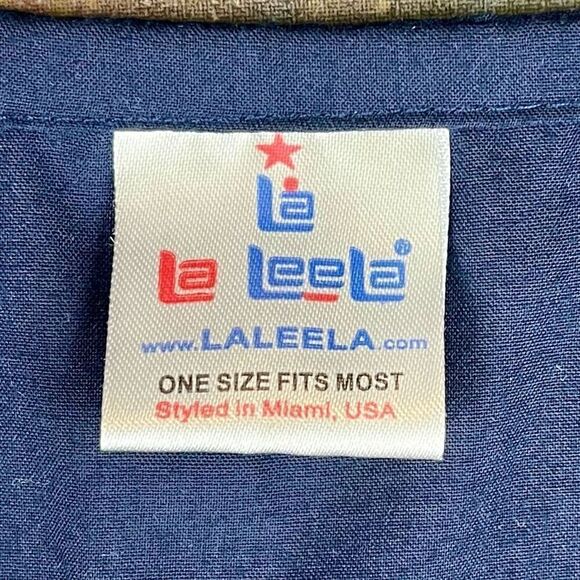 La
La Leela®
www.LALEELA.com
ONE SIZE FITS MOST
Styled in Miami, USA